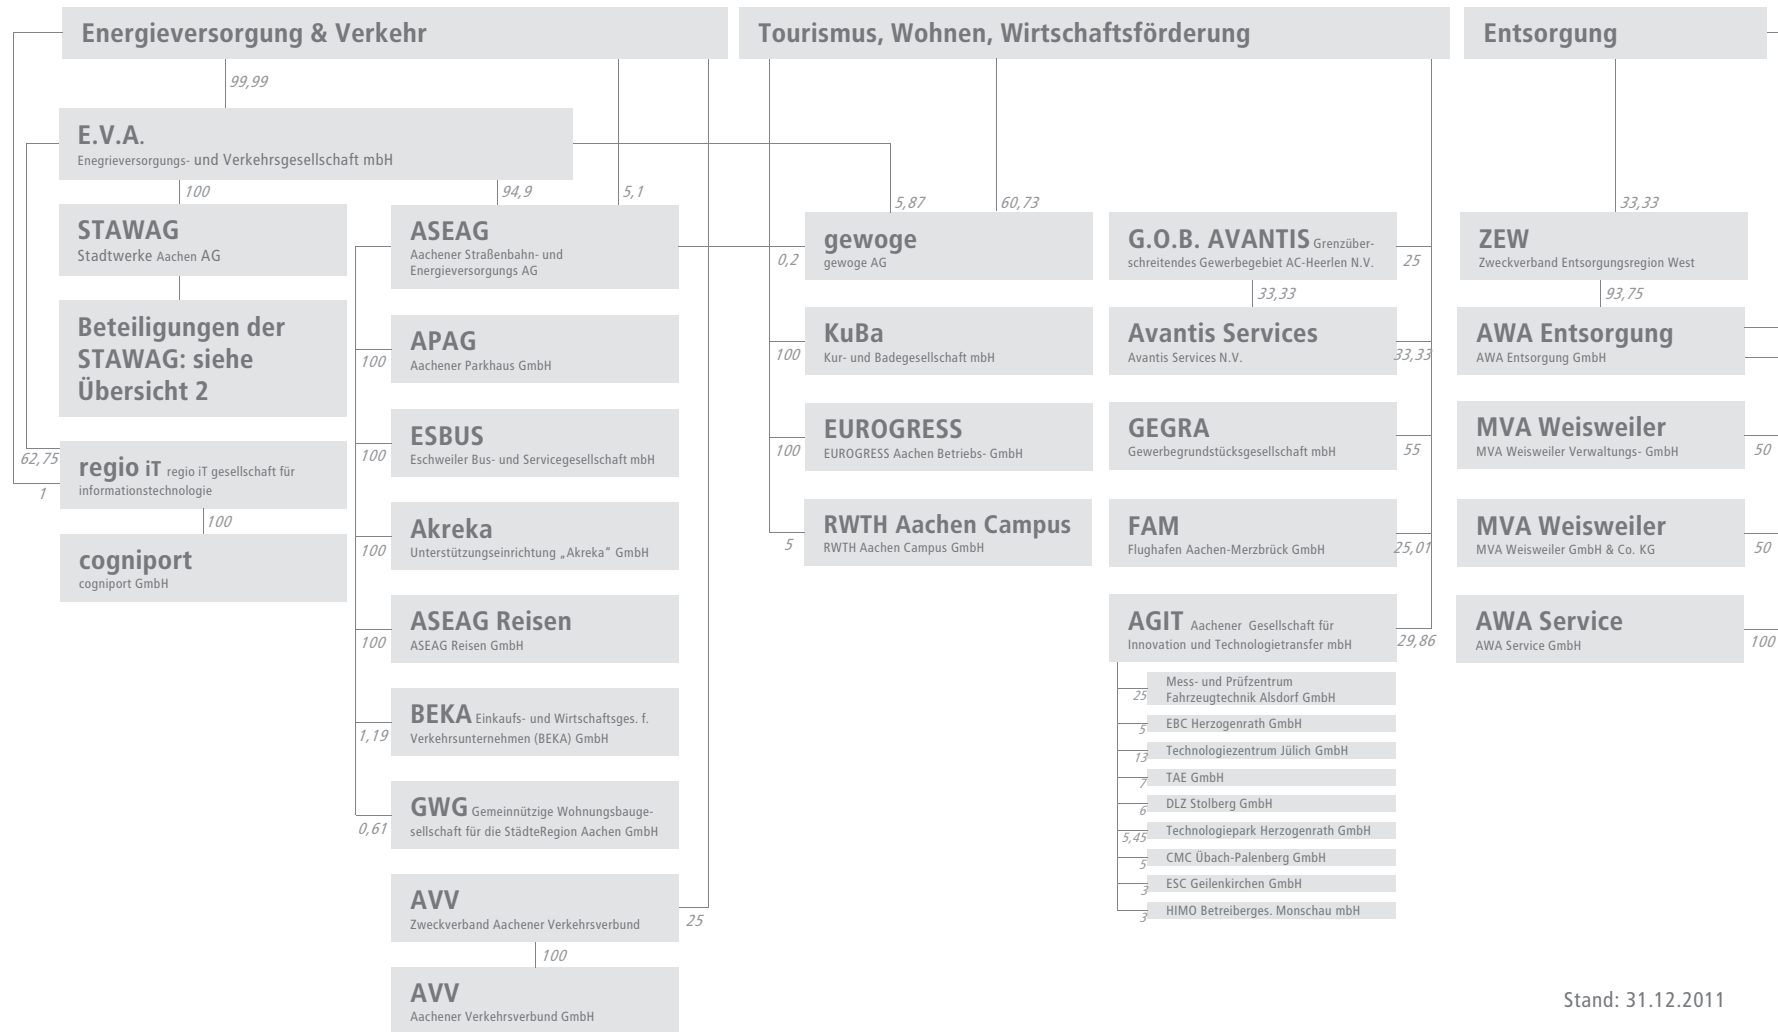 Energieversorgung & Verkehr
Tourismus, Wohnen, Wirtschaftsförderung
Entsorgung
99,99
E.V.A.
Enegrieversorgungs- und Verkehrsgesellschaft mbH
100
94,9
5,1
5,87
60,73
33,33
STAWAG
Stadtwerke Aachen AG
Beteiligungen der
STAWAG: siehe
Übersicht 2
62,75
1
regio iT regio iT gesellschaft für
informationstechnologie
100
cogniport
cogniport GmbH
ASEAG
Aachener Straßenbahn- und
Energieversorgungs AG
100
APAG
Aachener Parkhaus GmbH
100
ESBUS
Eschweiler Bus- und Servicegesellschaft mbH
100
Akreka
Unterstützungseinrichtung „Akreka" GmbH
100
ASEAG Reisen
ASEAG Reisen GmbH
1,19
BEKA Einkaufs- und Wirtschaftsges. f.
Verkehrsunternehmen (BEKA) GmbH
0,61
GWG Gemeinnützige Wohnungsbauge-
sellschaft für die StädteRegion Aachen GmbH
AVV
Zweckverband Aachener Verkehrsverbund
25
100
AVV
Aachener Verkehrsverbund GmbH
0,2
gewoge
gewoge AG
100
KuBa
Kur- und Badegesellschaft mbH
100
EUROGRESS
EUROGRESS Aachen Betriebs- GmbH
5
RWTH Aachen Campus
RWTH Aachen Campus GmbH
G.O.B. AVANTIS Grenzüber-
schreitendes Gewerbegebiet AC-Heerlen N.V.
25
33,33
Avantis Services
Avantis Services N.V.
33,33
GEGRA
Gewerbegrundstücksgesellschaft mbH
55
FAM
Flughafen Aachen-Merzbrück GmbH
25,01
AGIT Aachener Gesellschaft für
Innovation und Technologietransfer mbH
29,86
Mess- und Prüfzentrum
Fahrzeugtechnik Alsdorf GmbH
25
EBC Herzogenrath GmbH
5
Technologiezentrum Jülich GmbH
13
TAE GmbH
7
DLZ Stolberg GmbH
6
Technologiepark Herzogenrath GmbH
5,45
CMC Übach-Palenberg GmbH
5
ESC Geilenkirchen GmbH
3
HIMO Betreiberges. Monschau mbH
3
ZEW
Zweckverband Entsorgungsregion West
93,75
AWA Entsorgung
AWA Entsorgung GmbH
MVA Weisweiler
MVA Weisweiler Verwaltungs- GmbH
50
MVA Weisweiler
MVA Weisweiler GmbH & Co. KG
50
AWA Service
AWA Service GmbH
100
Stand: 31.12.2011